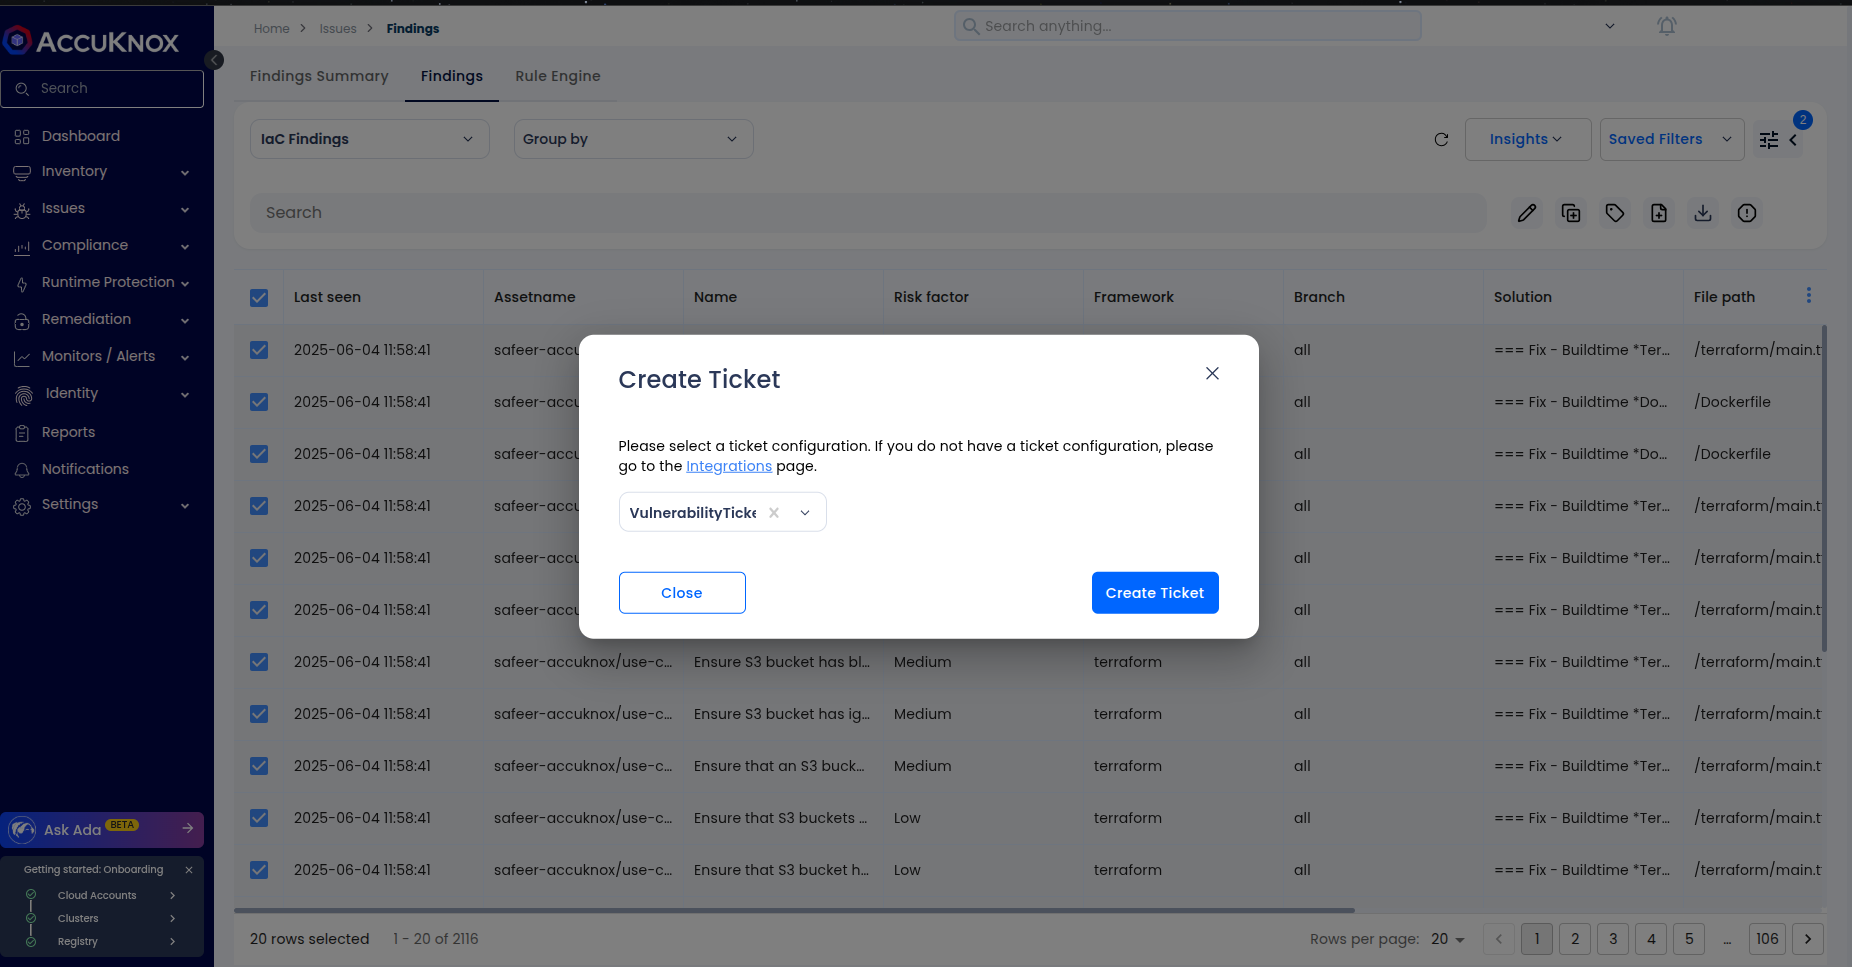 Home > Issues > Findings
Search anything...
ACCUKNOX
Search
Dashboard
Inventory
Issues
Compliance
Runtime Protection
Remediation
Monitors / Alerts
Identity
Reports
Notifications
Settings
Ask Ada BETA
Getting started: Onboarding
Cloud Accounts
Clusters
Registry
Findings Summary Findings Rule Engine
IaC Findings Group by Insights Saved Filters 2
Search
Last seen Assetname Name Risk factor Framework Branch Solution File path
2025-06-04 11:58:41 safeer-accu all === Fix - Buildtime *Ter... /terraform/main.t
2025-06-04 11:58:41 safeer-accu all === Fix - Buildtime *Do... /Dockerfile
2025-06-04 11:58:41 safeer-accu all === Fix - Buildtime *Do... /Dockerfile
2025-06-04 11:58:41 safeer-accu all === Fix - Buildtime *Ter... /terraform/main.t
2025-06-04 11:58:41 safeer-accu all === Fix - Buildtime *Ter... /terraform/main.t
2025-06-04 11:58:41 safeer-accu all === Fix - Buildtime *Ter... /terraform/main.t
2025-06-04 11:58:41 safeer-accuknox/use-c... Ensure S3 bucket has bl... Medium terraform all === Fix - Buildtime *Ter... /terraform/main.t
2025-06-04 11:58:41 safeer-accuknox/use-c... Ensure S3 bucket has ig... Medium terraform all === Fix - Buildtime *Ter... /terraform/main.t
2025-06-04 11:58:41 safeer-accuknox/use-c... Ensure that an S3 buck... Medium terraform all === Fix - Buildtime *Ter... /terraform/main.t
2025-06-04 11:58:41 safeer-accuknox/use-c... Ensure that S3 buckets ... Low terraform all === Fix - Buildtime *Ter... /terraform/main.t
2025-06-04 11:58:41 safeer-accuknox/use-c... Ensure that S3 bucket h... Low terraform all === Fix - Buildtime *Ter... /terraform/main.t
Create Ticket
Please select a ticket configuration. If you do not have a ticket configuration, please
go to the Integrations page.
VulnerabilityTicke
Close Create Ticket
20 rows selected 1 - 20 of 2116 Rows per page: 20 < 1 2 3 4 5 ... 106 >